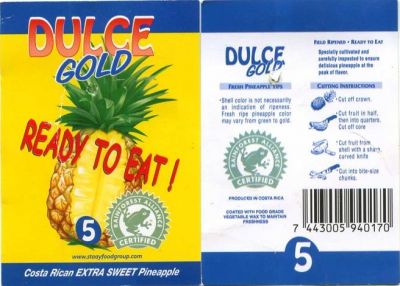 DULCE
GOLD
READY TO EAT!
RAINFOREST ALLIANCE
CERTIFIED
5
www.steayfoodgroup.com
Costa Rican EXTRA SWEET Pineapple
DULCE
GOLD
FRESH PINEAPPLE TIPS
•Shell color is not necessarily
an indication of ripeness.
Fresh ripe pineapple color
may vary from green to gold.
RAINFOREST ALLIANCE
CERTIFIED
PRODUCED IN COSTA RICA
COATED WITH FOOD GRADE
VEGETABLE WAX TO MAINTAIN
FRESHNESS
FIELD RIPENED • READY TO EAT
Specially cultivated and
carefully inspected to ensure
delicious pineapple at the
peak of flavor.
CUTTING INSTRUCTIONS
•Cut off crown.
•Cut fruit in half,
then into quarters.
Cut off core
•Cut fruit from
shell with a sharp,
curved knife
•Cut into bite-size
chunks.
7 443005 940170
5